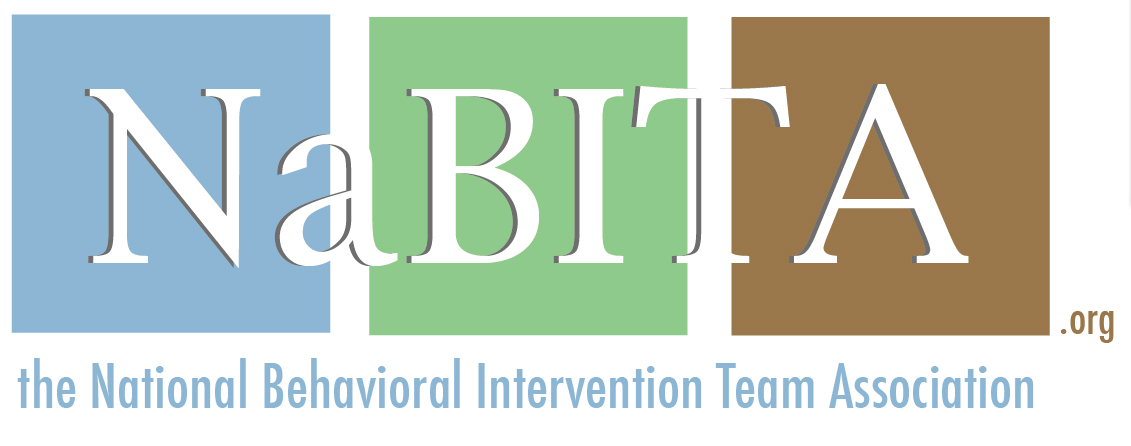 NaBITA
.org
the National Behavioral Intervention Team Association